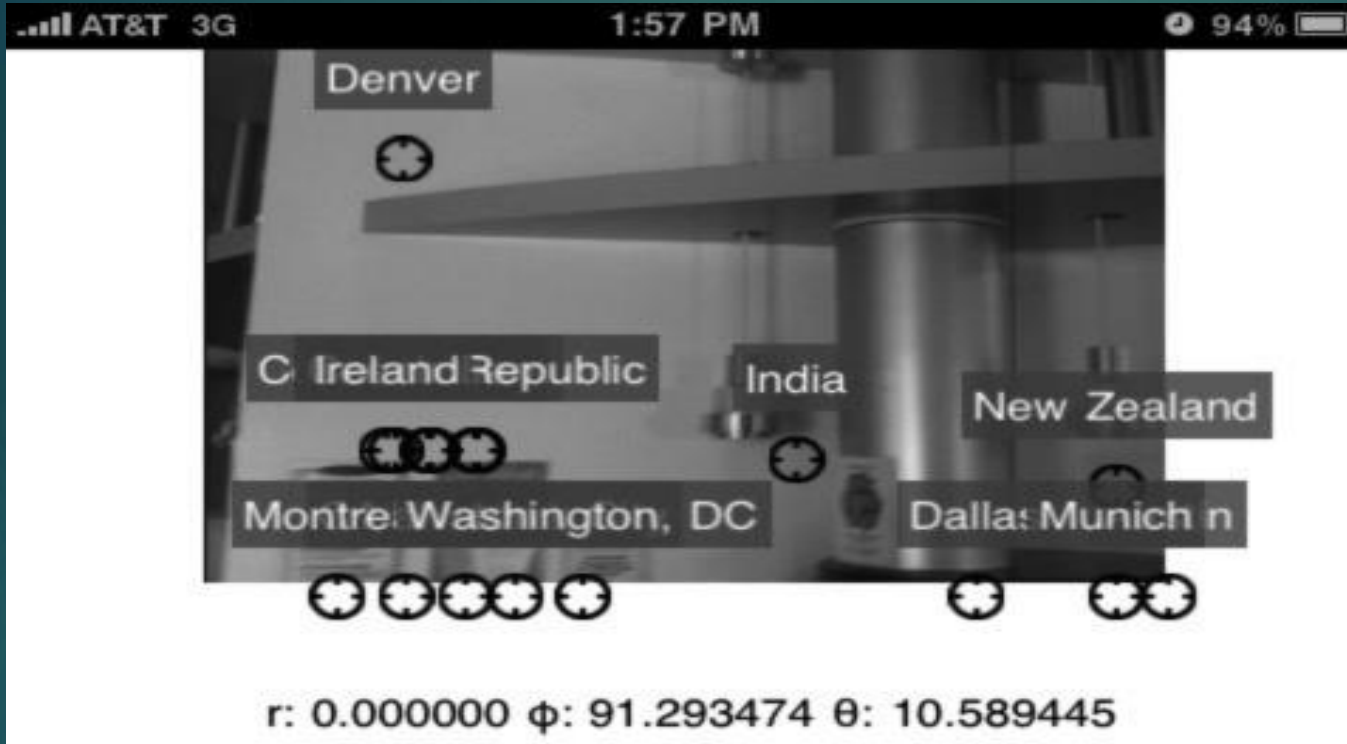 AT&T 3G 1:57 PM 94%
Denver
Ireland Republic
India
New Zealand
Washington, DC
Munich
r: 0.000000 φ: 91.293474 θ: 10.589445